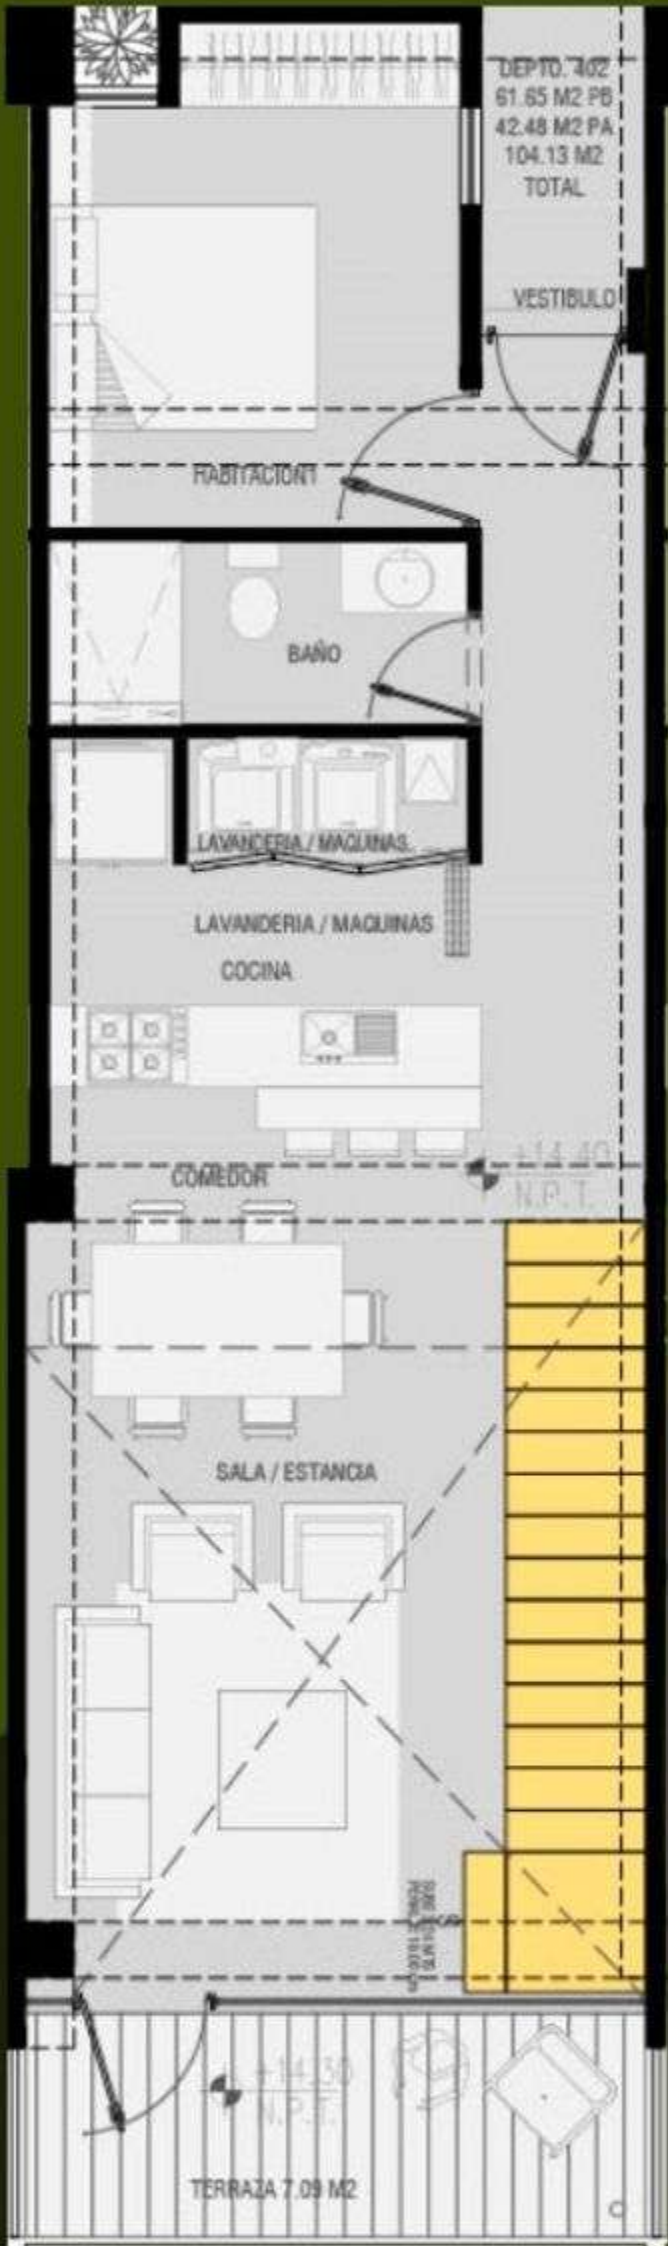 DEPTO. 402
61.65 M2 PB
42.48 M2 PA
104.13 M2
TOTAL
VESTIBULO
HABITACION1
BAÑO
LAVANDERIA / MAQUINAS
LAVANDERIA / MAQUINAS
COCINA
+14.40
N.P.T.
COMEDOR
SALA / ESTANCIA
S
+14.30
N.P.T.
TERRAZA 7.09 M2